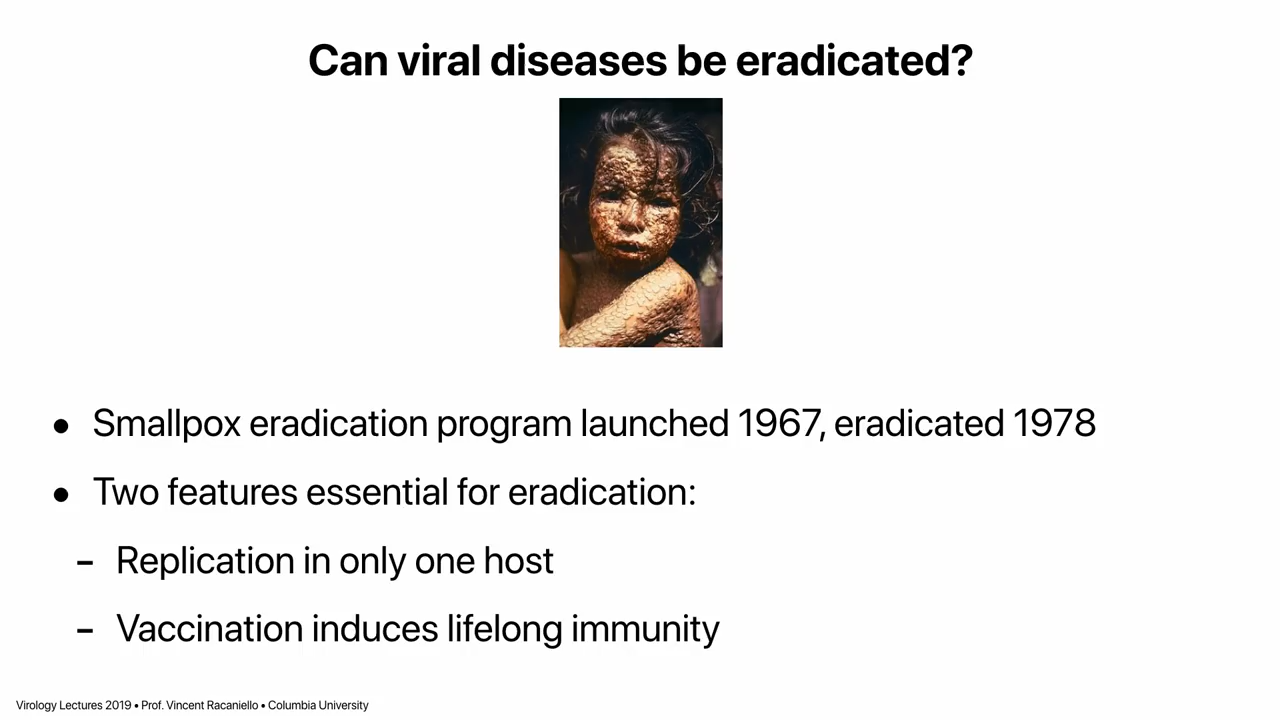 Can viral diseases be eradicated?
• Smallpox eradication program launched 1967, eradicated 1978
• Two features essential for eradication:
– Replication in only one host
– Vaccination induces lifelong immunity
Virology Lectures 2019 • Prof. Vincent Racaniello • Columbia University